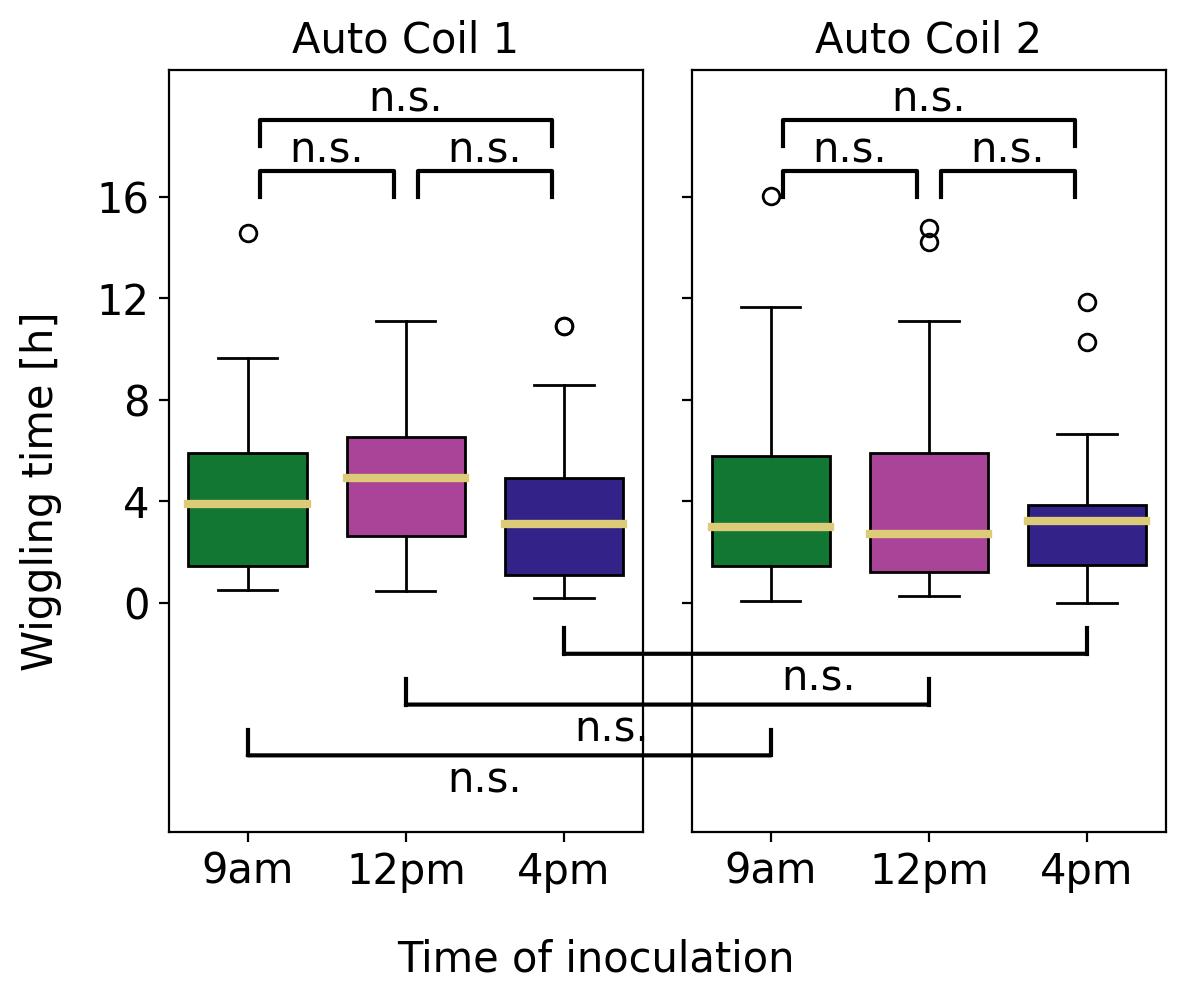 Auto Coil 1
Auto Coil 2
n.s.
n.s.
n.s. n.s.
n.s. n.s.
16
12
8
4
0
Wiggling time [h]
n.s.
n.s.
n.s.
9am 12pm 4pm
9am 12pm 4pm
Time of inoculation